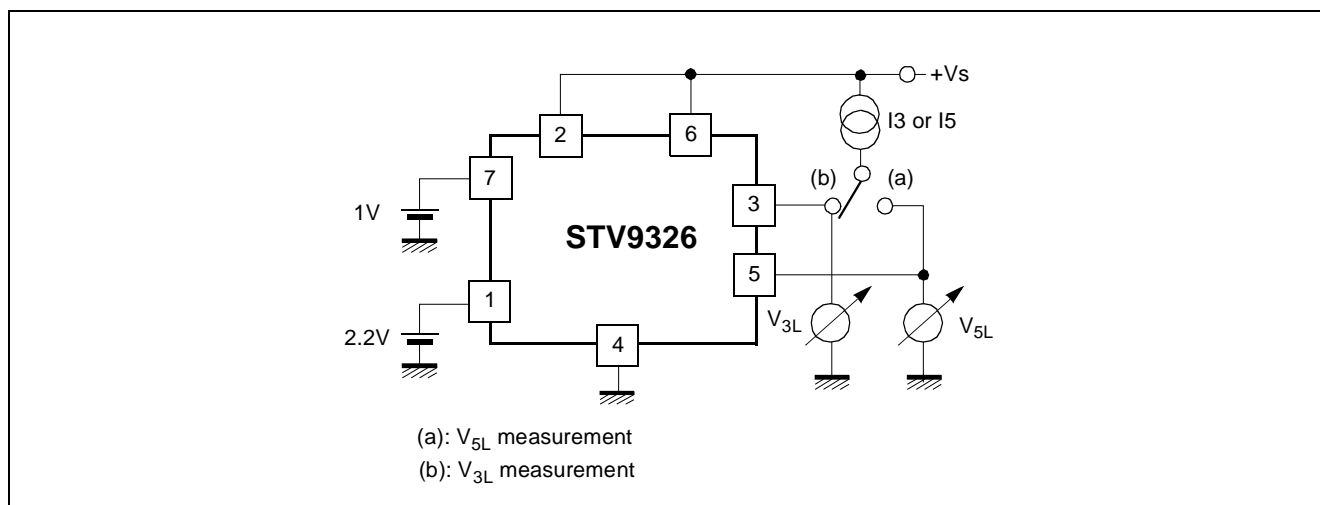 +Vs
I3 or I5
2
6
7
(b)
(a)
1V
3
STV9326
5
1
V3L
V5L
2.2V
4
(a): V5L measurement
(b): V3L measurement